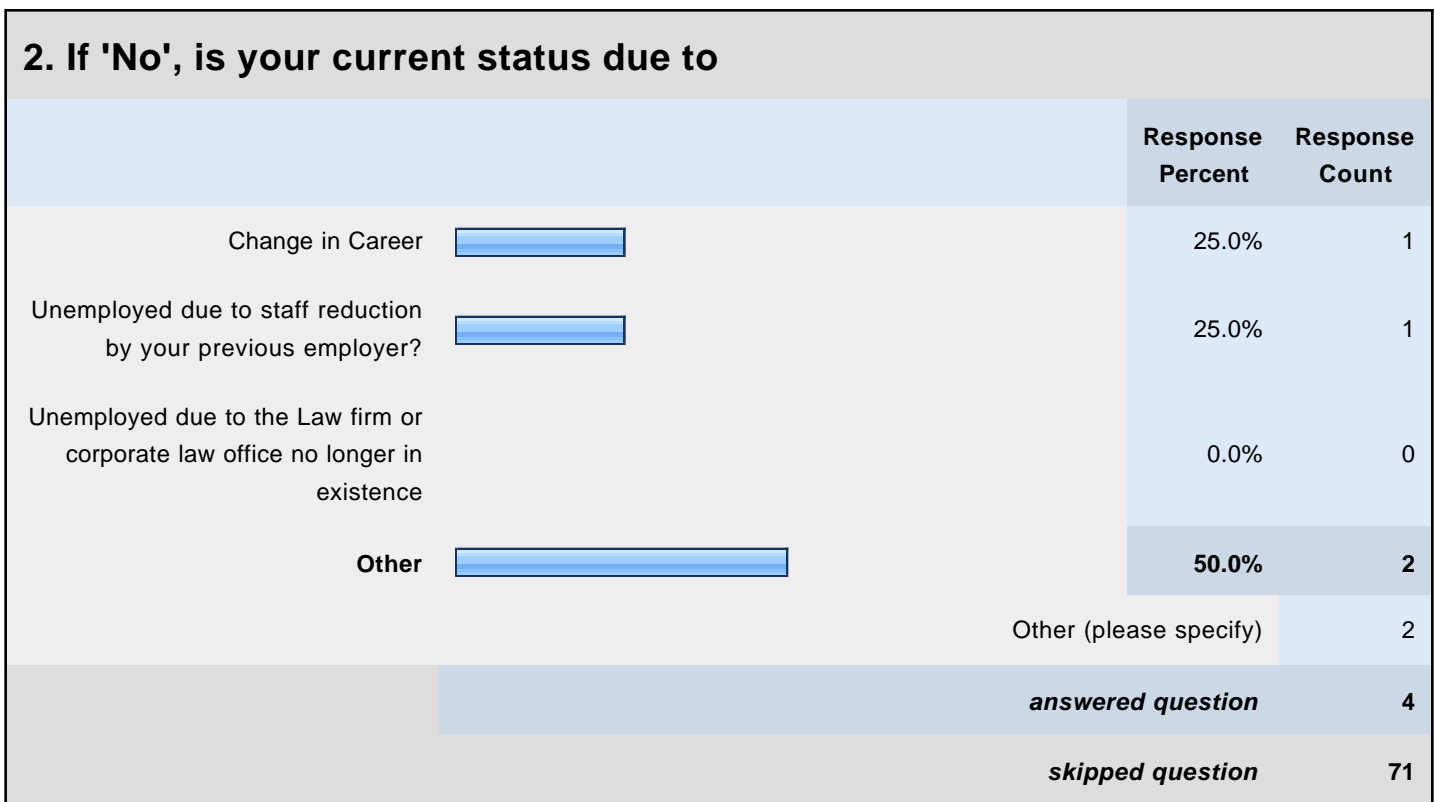 2. If 'No', is your current status due to
Response Response
Percent Count
Change in Career 25.0% 1
Unemployed due to staff reduction
by your previous employer? 25.0% 1
Unemployed due to the Law firm or
corporate law office no longer in
existence 0.0% 0
Other 50.0% 2
Other (please specify) 2
answered question 4
skipped question 71